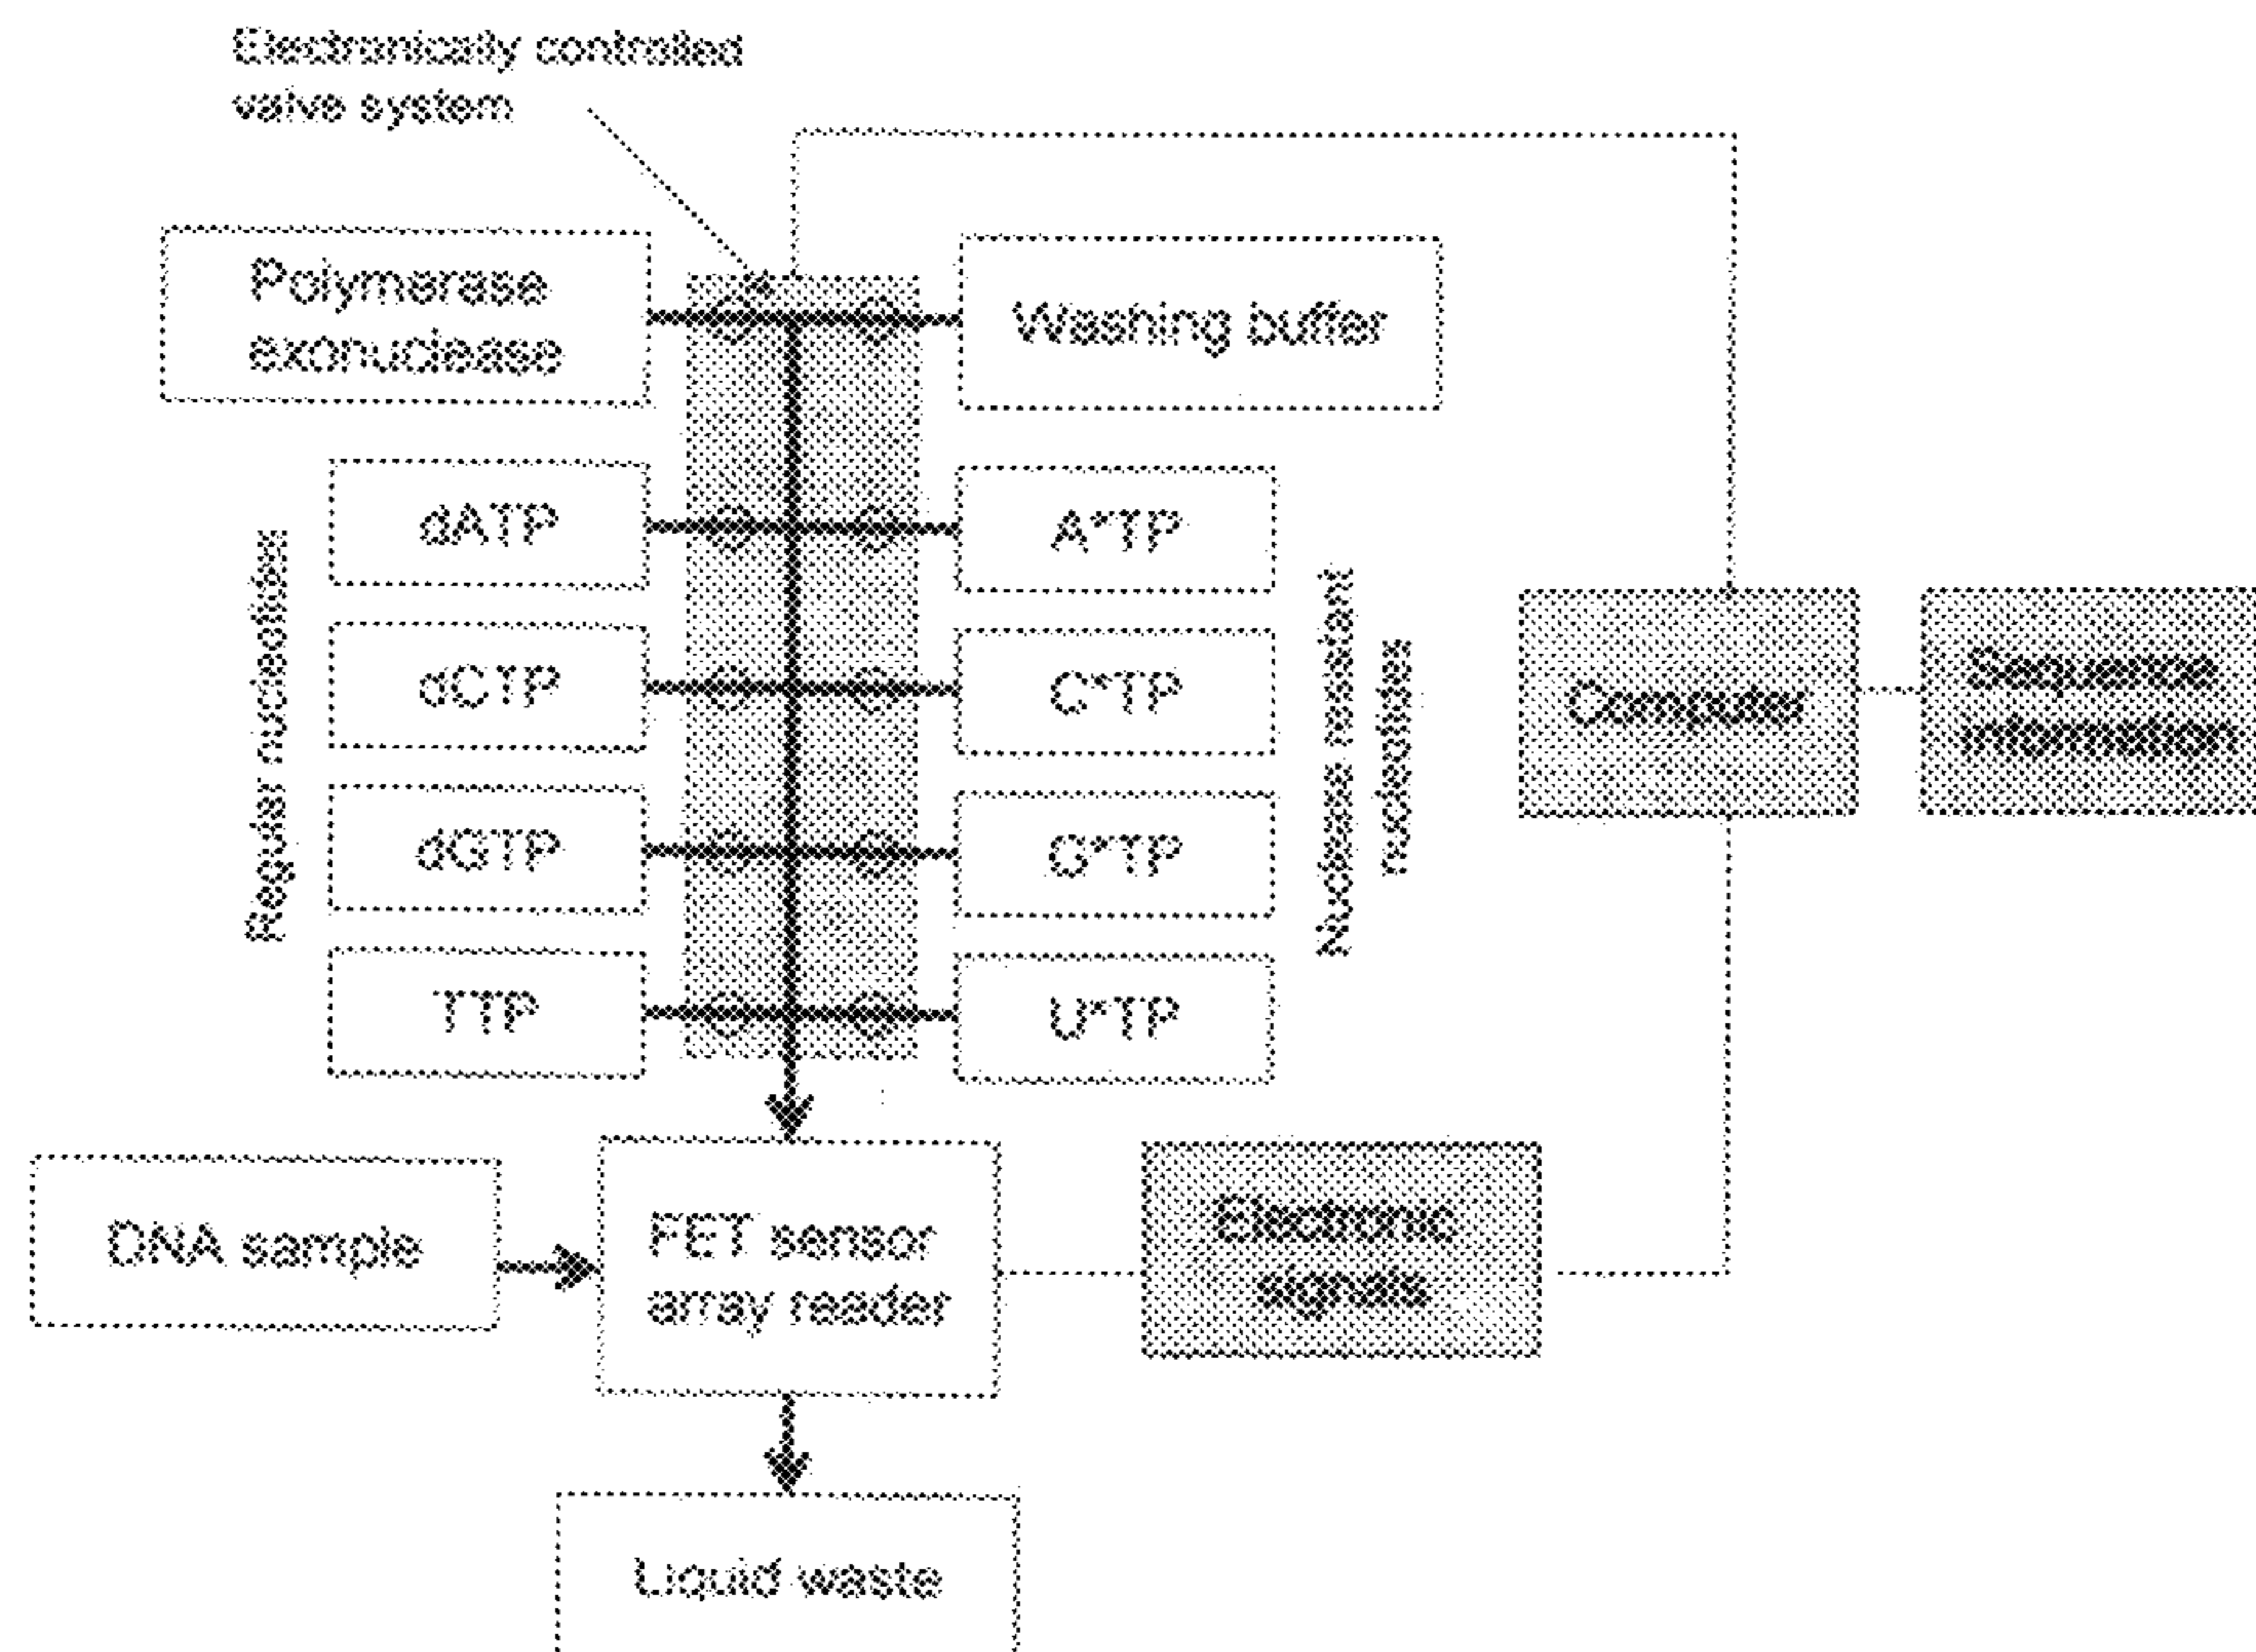 Electronically controlled
valve system
Polymerase
exonuclease
Washing buffer
Regular nucleotides
dATP
dCTP
dGTP
TTP
A*TP
C*TP
G*TP
U*TP
Nuclease resistant
nucleotides
Computer
Sequence
information
DNA sample
FET sensor
array reader
Electronic
signals
Liquid waste